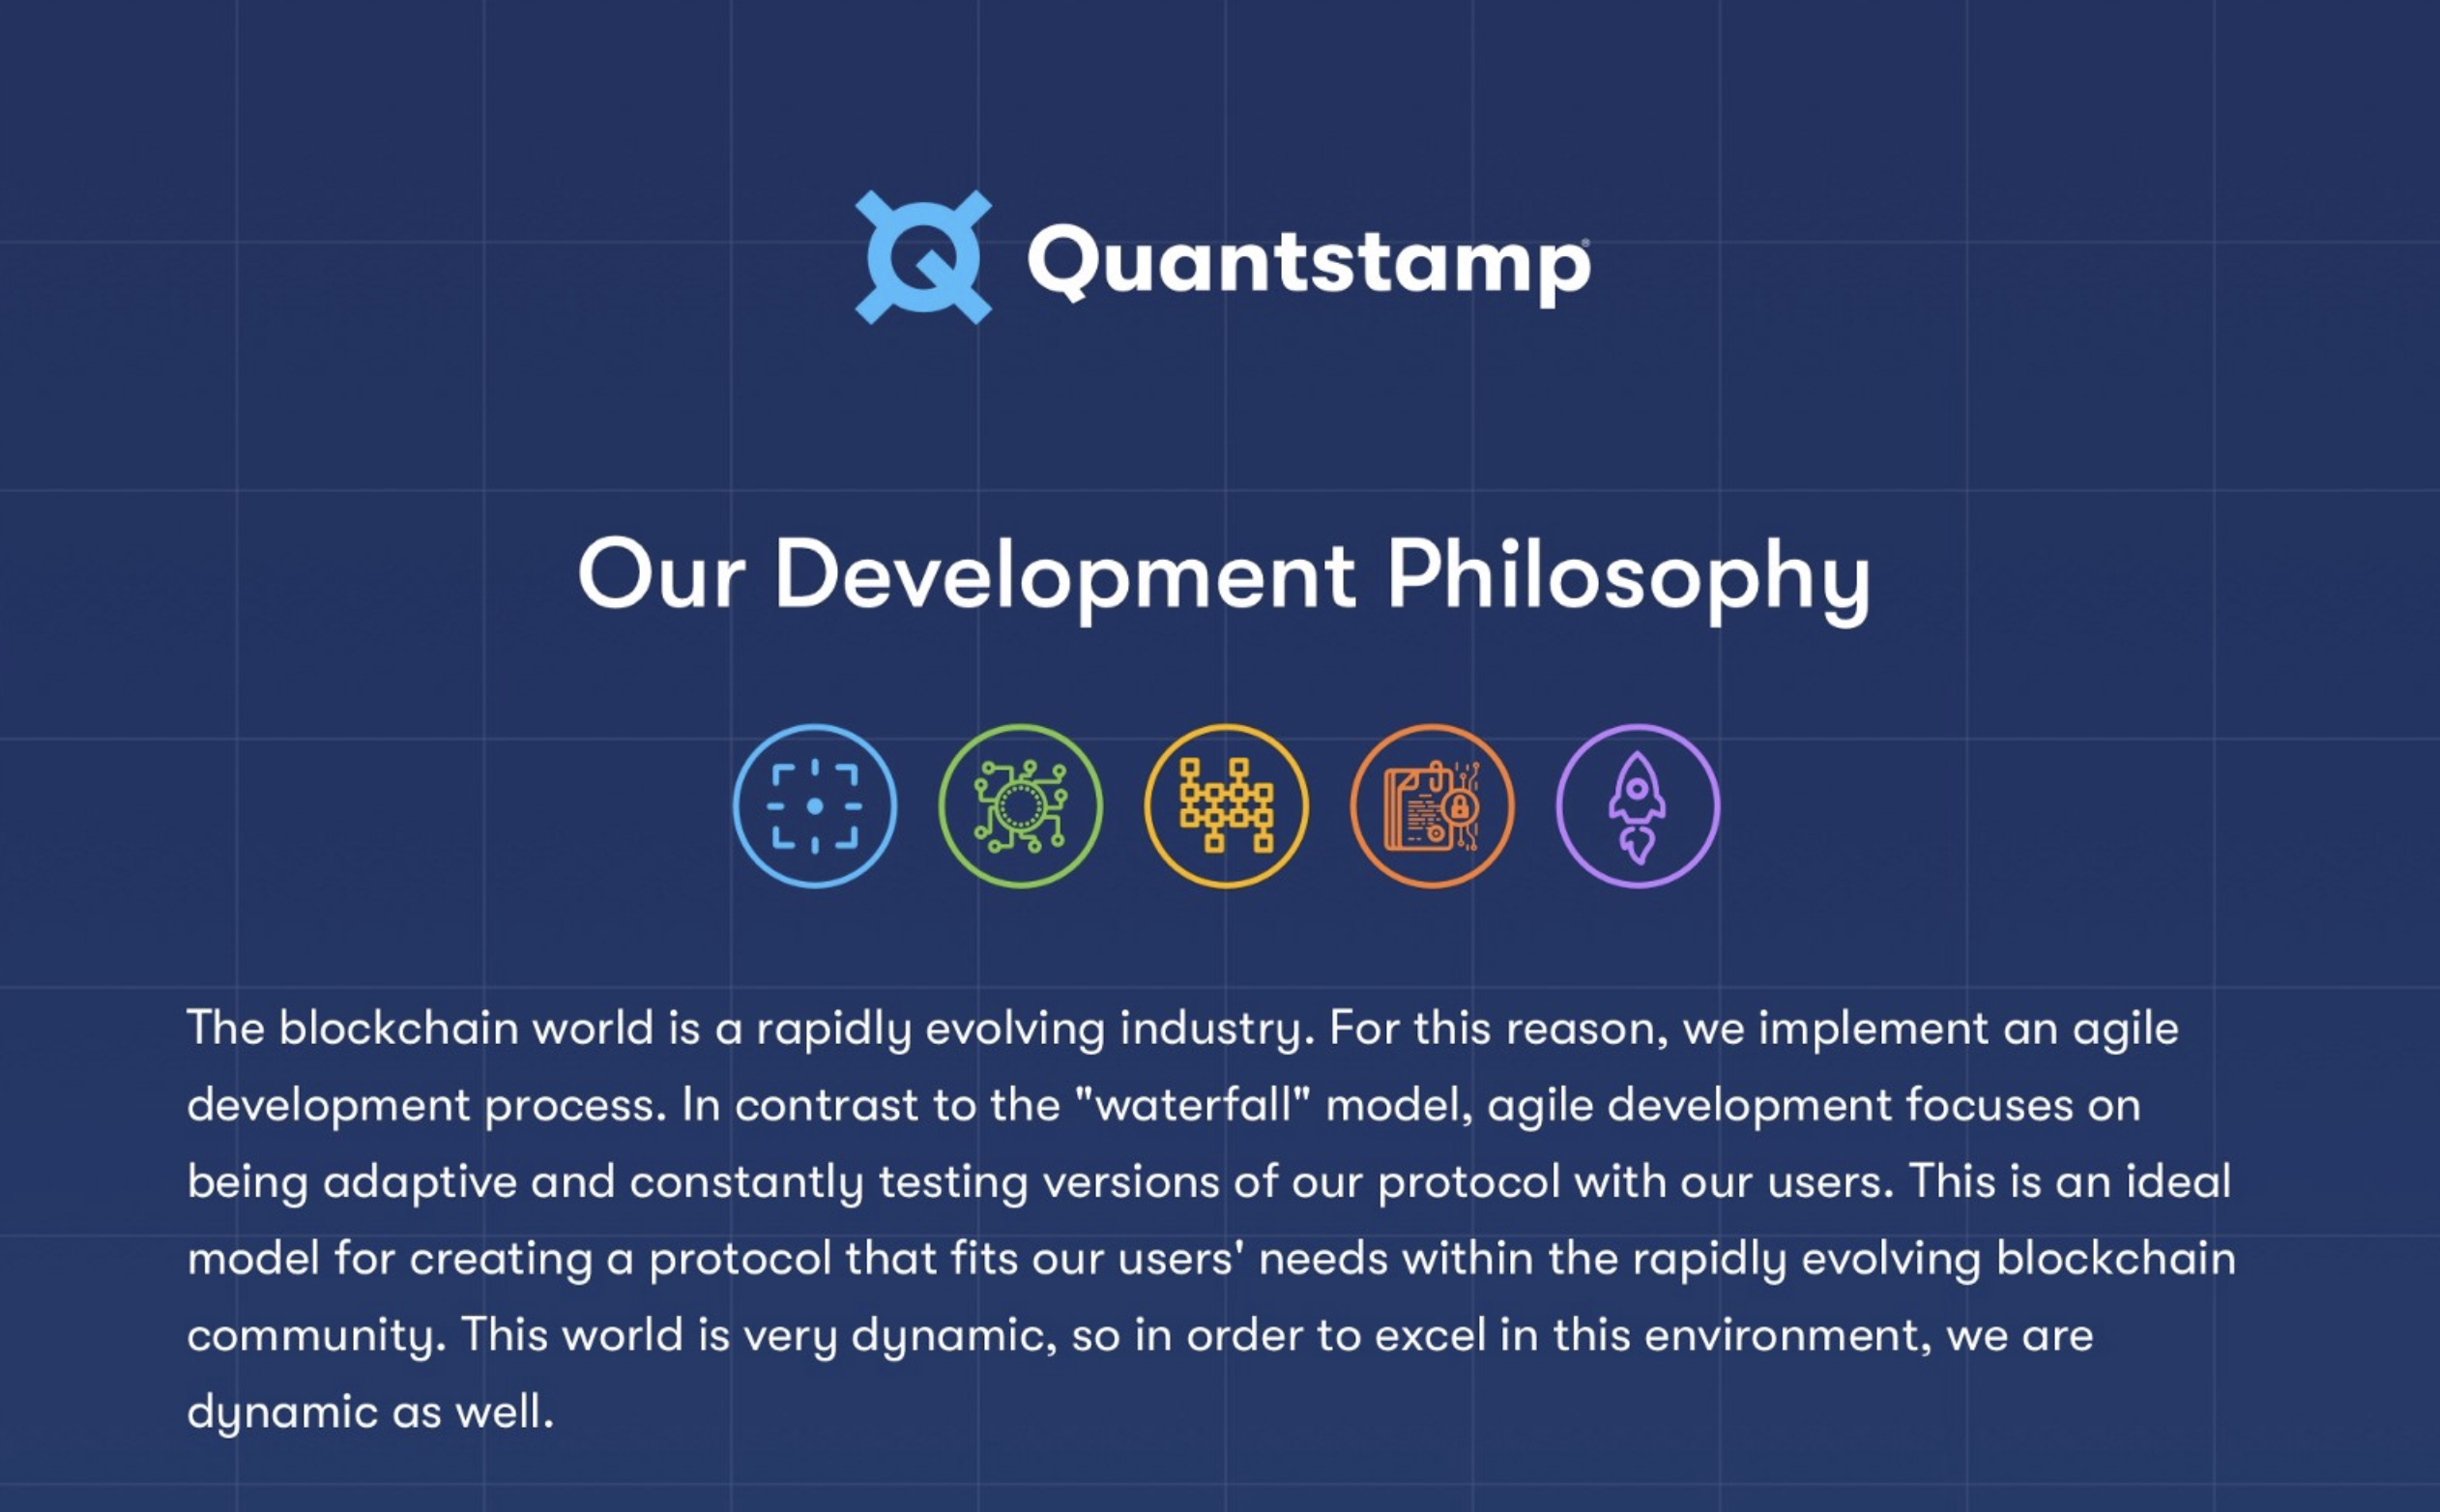 Quantstamp®
Our Development Philosophy
The blockchain world is a rapidly evolving industry. For this reason, we implement an agile
development process. In contrast to the "waterfall" model, agile development focuses on
being adaptive and constantly testing versions of our protocol with our users. This is an ideal
model for creating a protocol that fits our users' needs within the rapidly evolving blockchain
community. This world is very dynamic, so in order to excel in this environment, we are
dynamic as well.